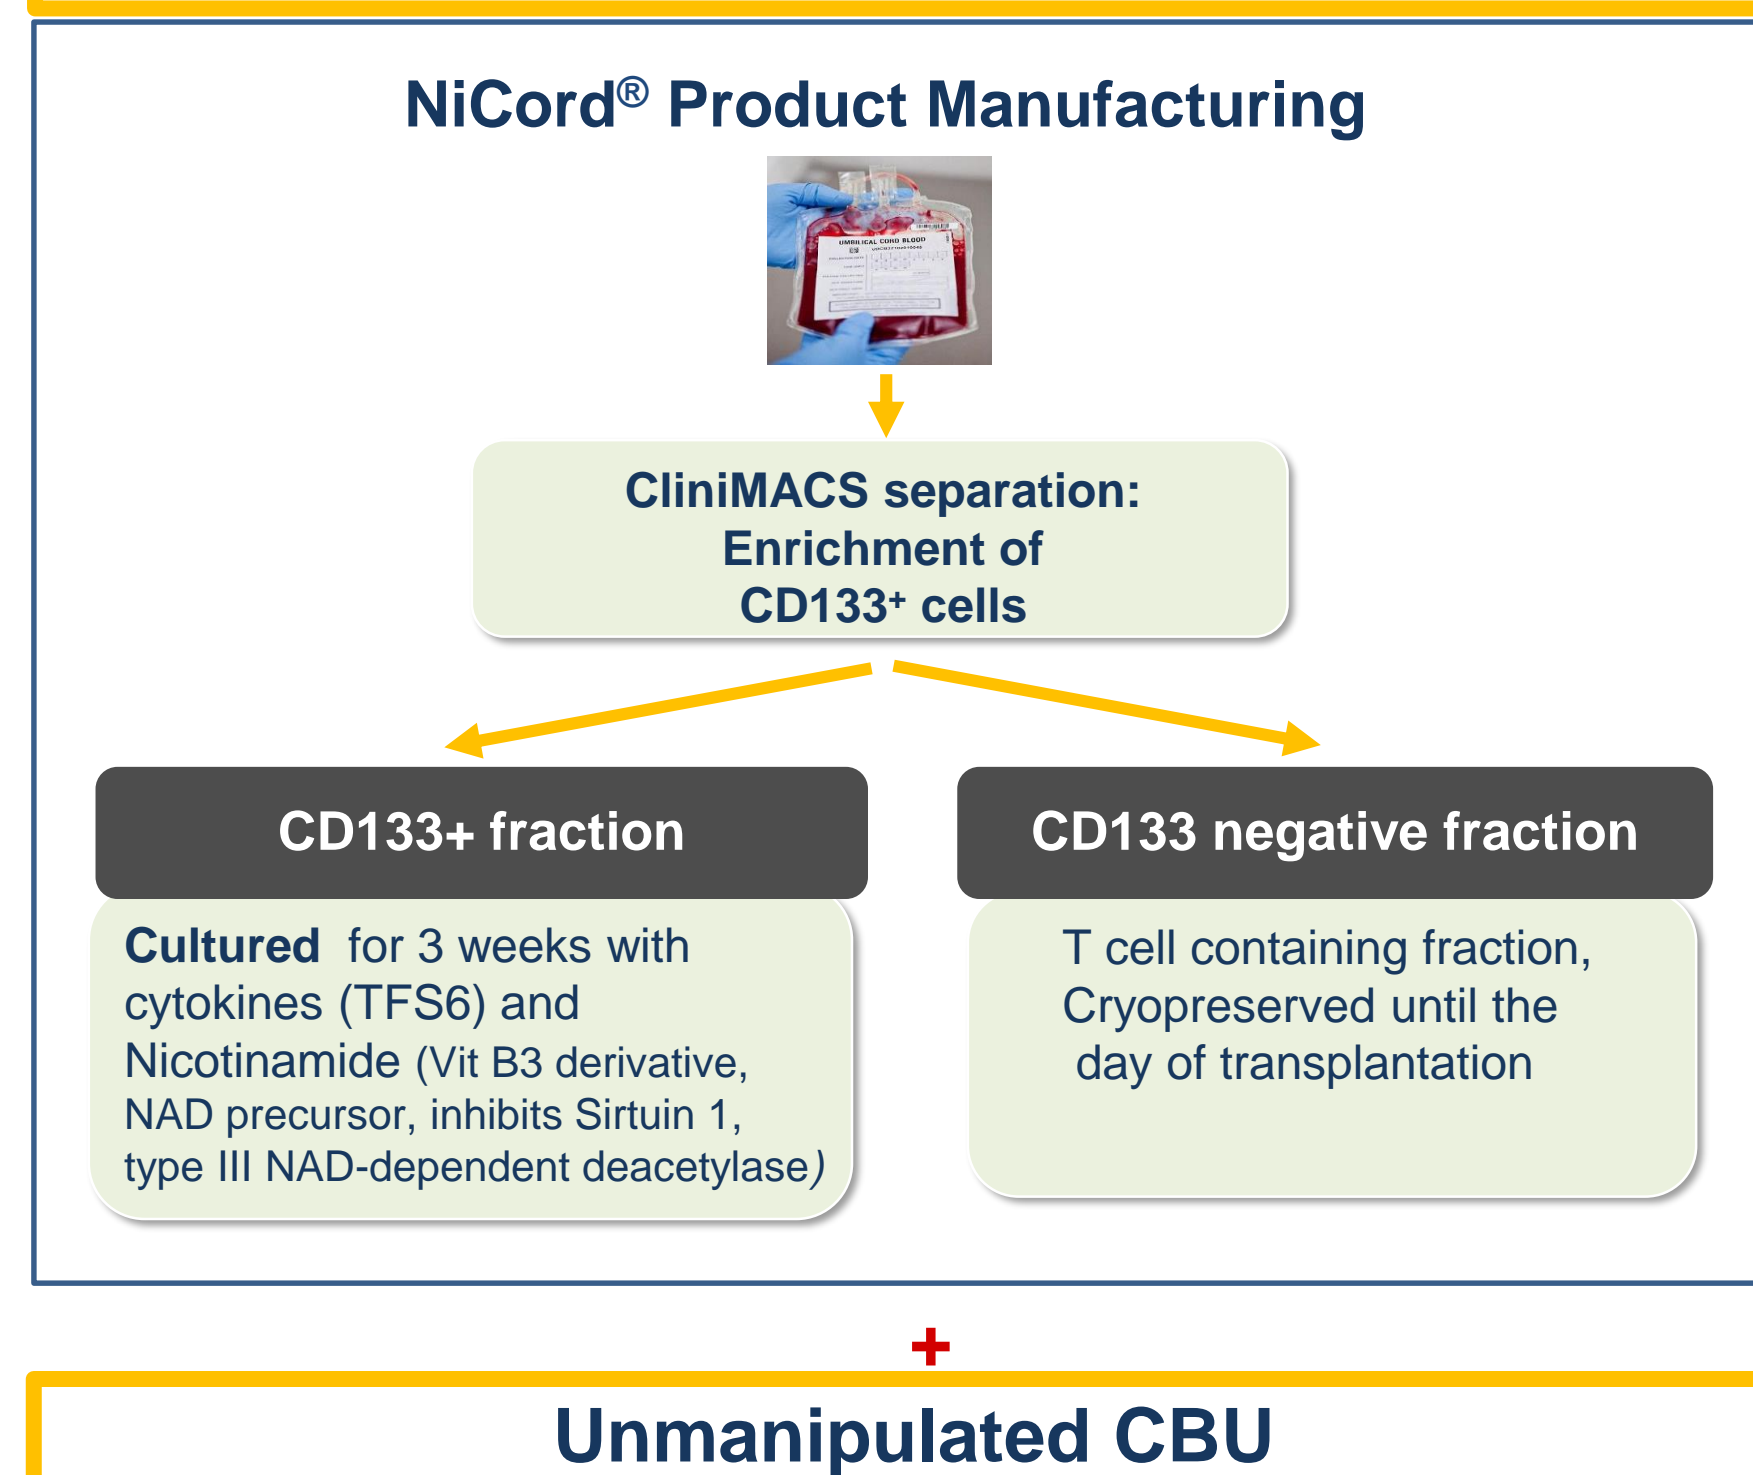 NiCord® Product Manufacturing
UMBILICAL CORD BLOOD
CliniMACS separation:
Enrichment of
CD133⁺ cells
CD133+ fraction
Cultured for 3 weeks with
cytokines (TFS6) and
Nicotinamide (Vit B3 derivative,
NAD precursor, inhibits Sirtuin 1,
type III NAD-dependent deacetylase)
CD133 negative fraction
T cell containing fraction,
Cryopreserved until the
day of transplantation
+
Unmanipulated CBU